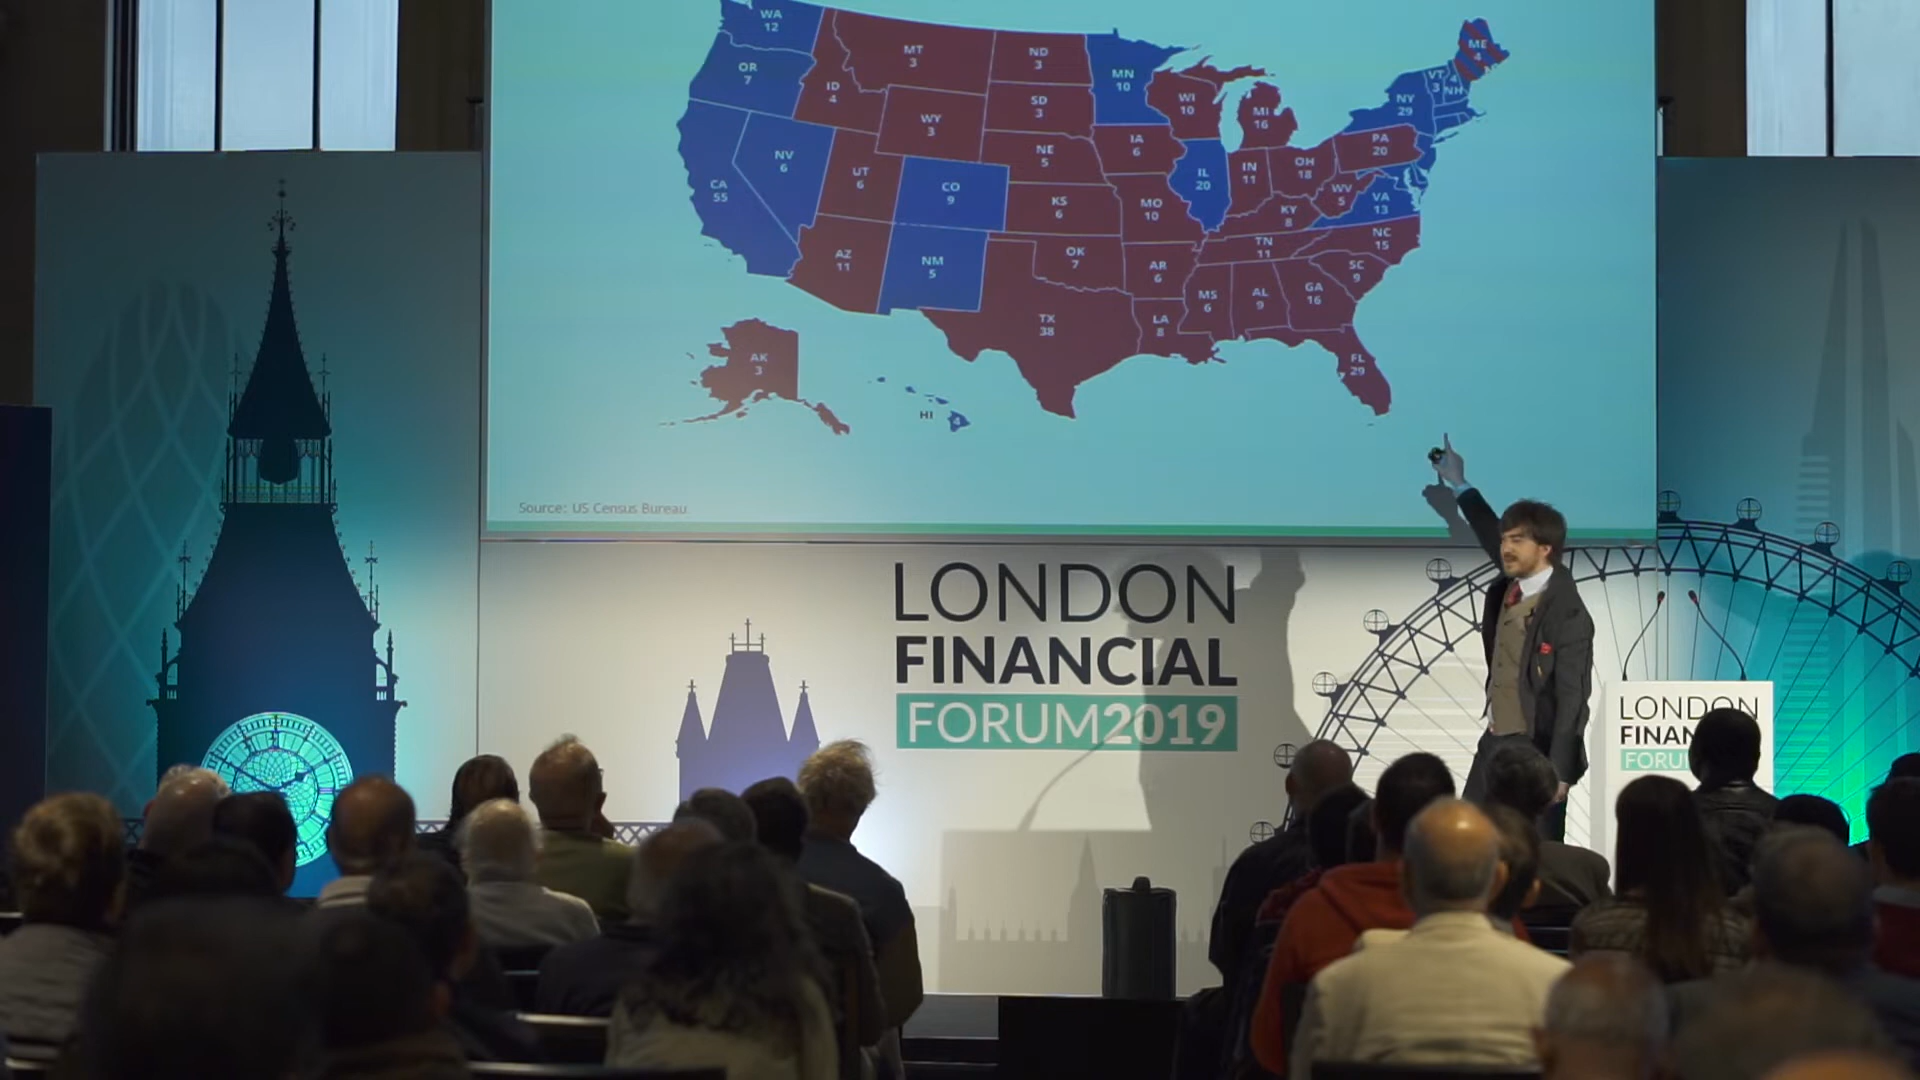 WA
12
OR
7
CA
55
NV
6
ID
4
MT
3
WY
3
UT
6
CO
9
AZ
11
NM
5
ND
3
SD
3
NE
5
KS
6
OK
7
TX
38
MN
10
IA
6
MO
10
AR
6
LA
8
WI
10
IL
20
MS
6
MI
16
IN
11
OH
18
KY
8
TN
11
AL
9
GA
16
FL
29
SC
9
NC
15
VA
13
WV
5
PA
20
NY
29
VT
3
4
NH
ME
4
AK
3
HI
4
Source: US Census Bureau
LONDON
FINANCIAL
FORUM2019
LONDON
FINAN
FORU